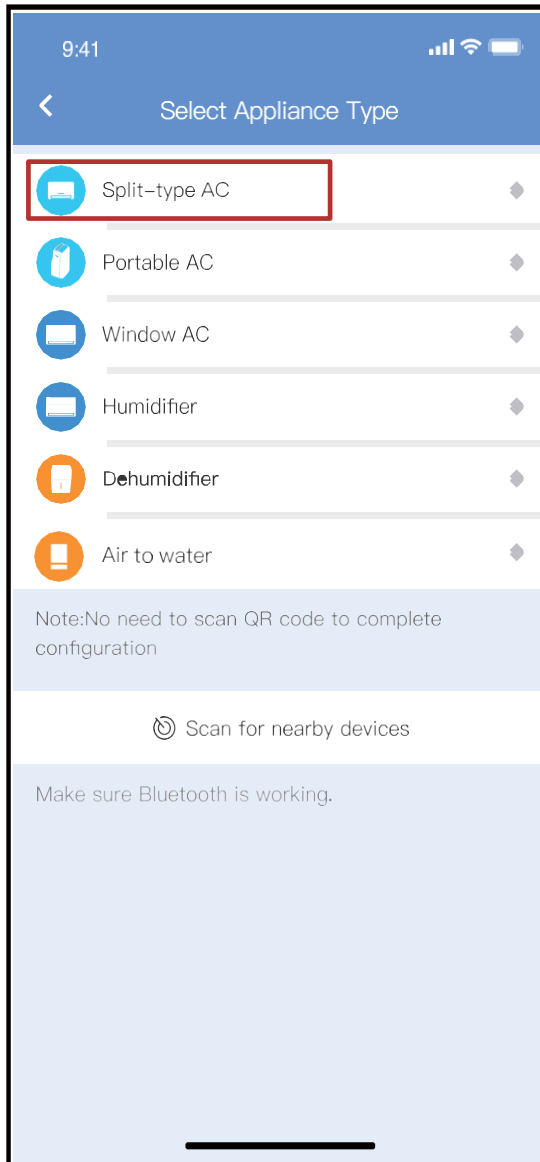 9:41
Select Appliance Type
Split-type AC
Portable AC
Window AC
Humidifier
Dehumidifier
Air to water
Note:No need to scan QR code to complete
configuration
Scan for nearby devices
Make sure Bluetooth is working.